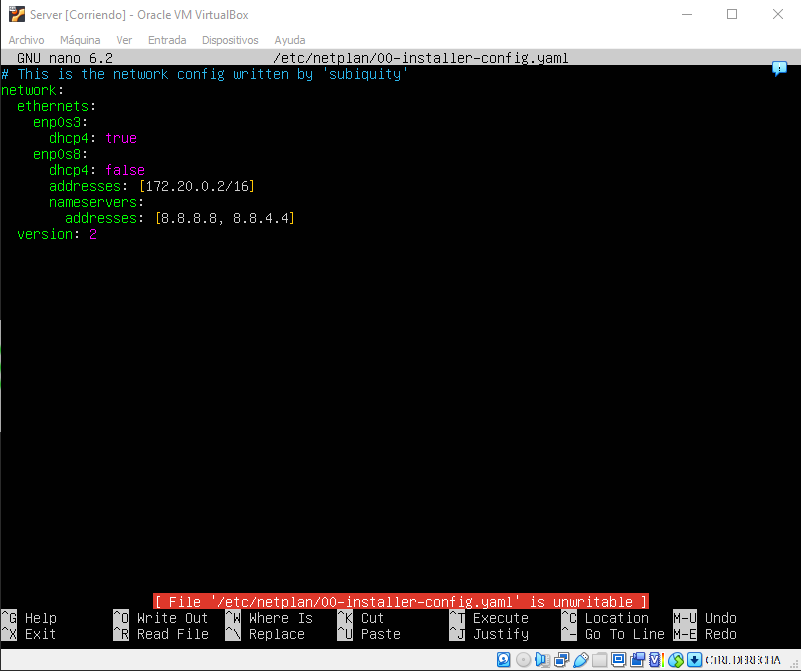 Server [Corriendo] - Oracle VM VirtualBox
Archivo Máquina Ver Entrada Dispositivos Ayuda
GNU nano 6.2 /etc/netplan/00-installer-config.yaml
# This is the network config written by 'subiquity'
network:
  ethernets:
    enp0s3:
      dhcp4: true
    enp0s8:
      dhcp4: false
      addresses: [172.20.0.2/16]
      nameservers:
        addresses: [8.8.8.8, 8.8.4.4]
  version: 2
[ File '/etc/netplan/00-installer-config.yaml' is unwritable ]
^G Help ^O Write Out ^W Where Is ^K Cut ^T Execute ^C Location M-U Undo
^X Exit ^R Read File ^\ Replace ^U Paste ^J Justify ^- Go To Line M-E Redo
CTRL DERECHA